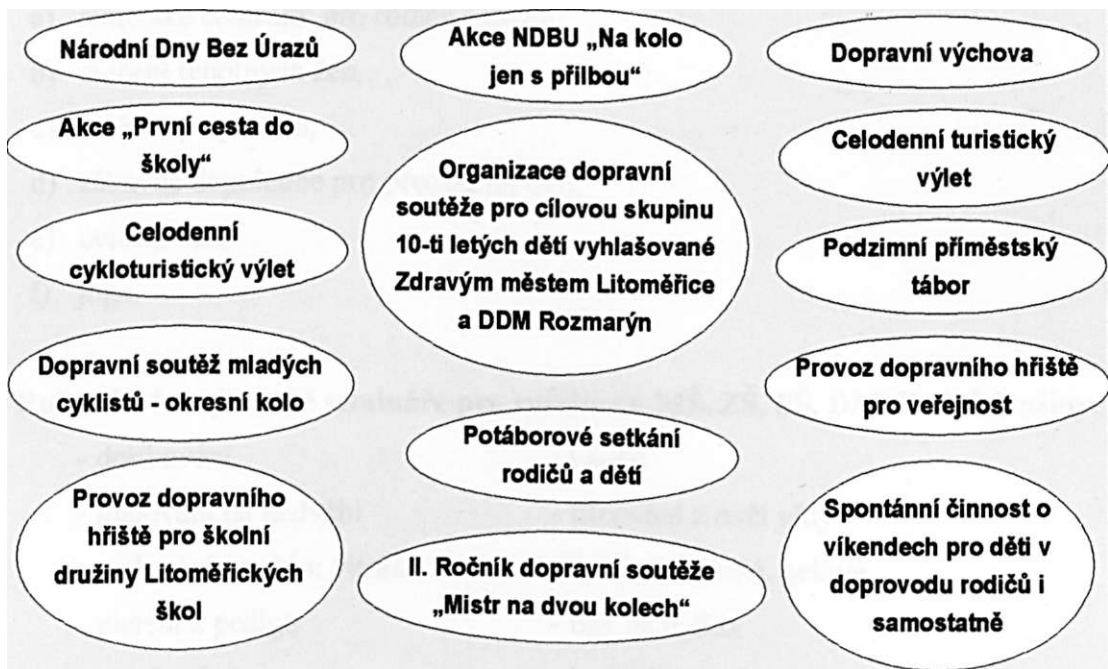 Národní Dny Bez Úrazů
Akce NDBU „Na kolo
jen s přilbou“
Dopravní výchova
Akce „První cesta do
školy“
Organizace dopravní
soutěže pro cílovou skupinu
10-ti letých dětí vyhlašované
Zdravým městem Litoměřice
a DDM Rozmarýn
Celodenní turistický
výlet
Celodenní
cykloturistický výlet
Podzimní příměstský
tábor
Dopravní soutěž mladých
cyklistů - okresní kolo
Provoz dopravního hřiště
pro veřejnost
Potáborové setkání
rodičů a dětí
Provoz dopravního
hřiště pro školní
družiny Litoměřických
škol
II. Ročník dopravní soutěže
„Mistr na dvou kolech“
Spontánní činnost o
víkendech pro děti v
doprovodu rodičů i
samostatně